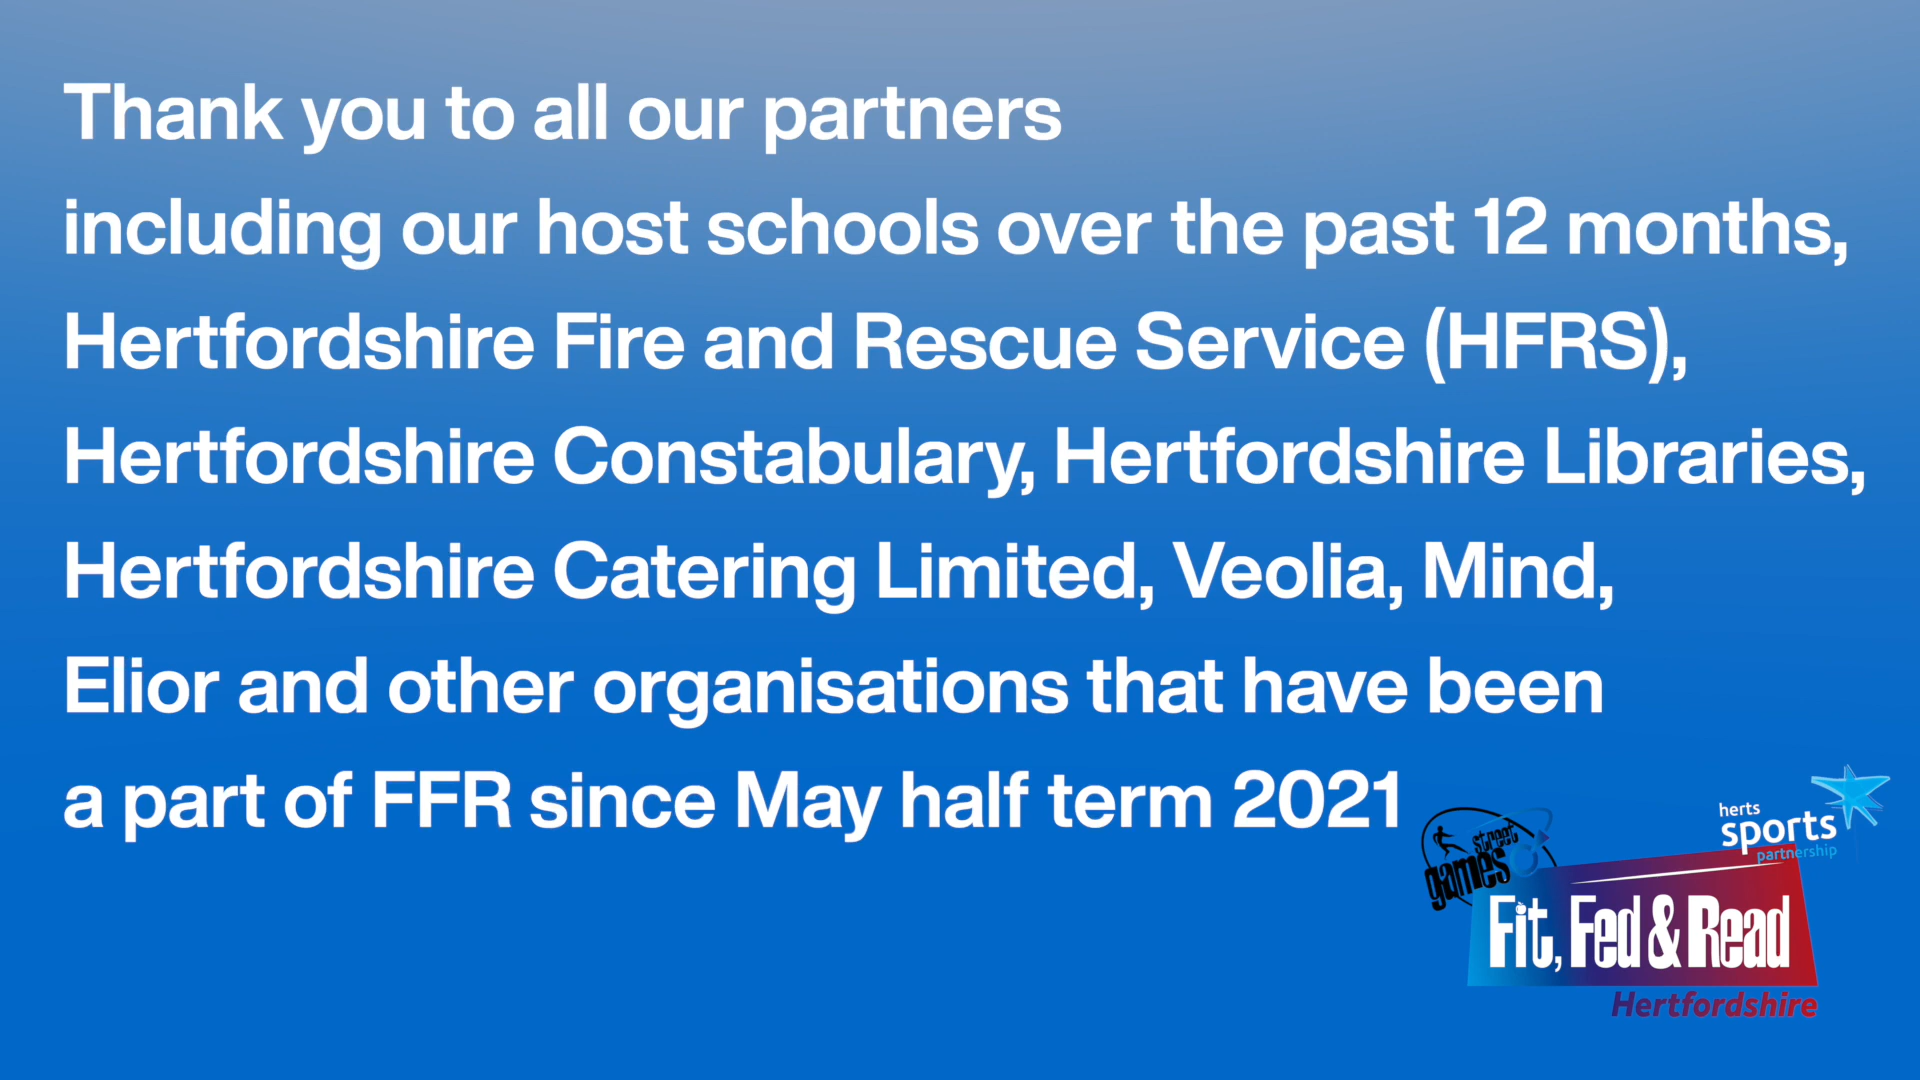 Thank you to all our partners
including our host schools over the past 12 months,
Hertfordshire Fire and Rescue Service (HFRS),
Hertfordshire Constabulary, Hertfordshire Libraries,
Hertfordshire Catering Limited, Veolia, Mind,
Elior and other organisations that have been
a part of FFR since May half term 2021
street
games
herts
sports
partnership
Fit, Fed & Read
Hertfordshire